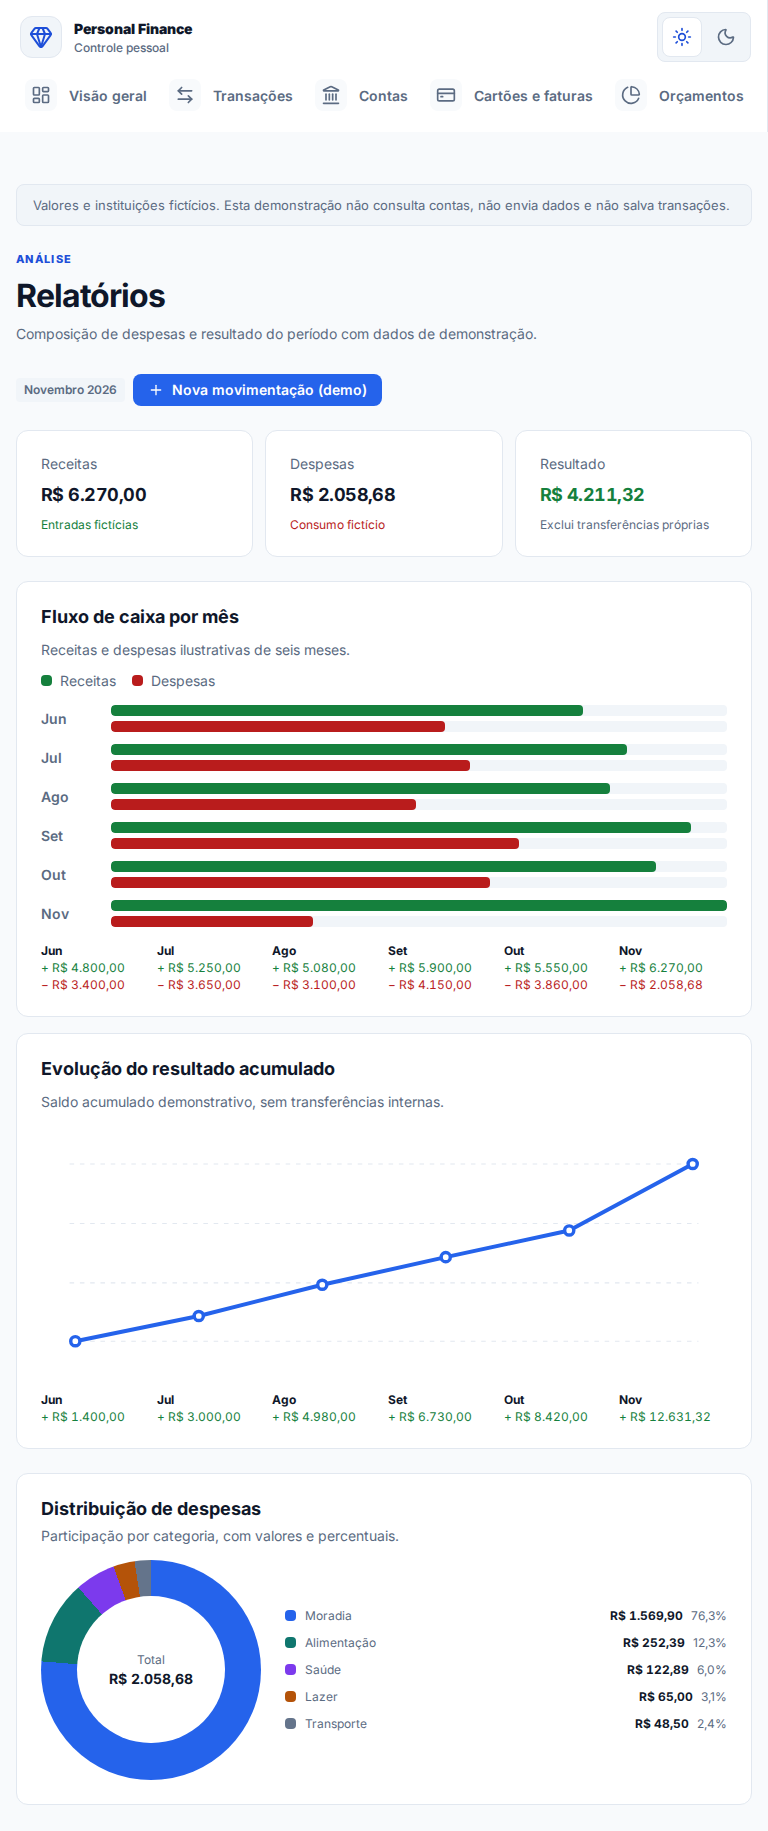 Personal Finance
Controle pessoal
Visão geral
Transações
Contas
Cartões e faturas
Orçamentos
Valores e instituições fictícios. Esta demonstração não consulta contas, não envia dados e não salva transações.
ANÁLISE
Relatórios
Composição de despesas e resultado do período com dados de demonstração.
Novembro 2026
Nova movimentação (demo)
Receitas
R$ 6.270,00
Entradas fictícias
Despesas
R$ 2.058,68
Consumo fictício
Resultado
R$ 4.211,32
Exclui transferências próprias
Fluxo de caixa por mês
Receitas e despesas ilustrativas de seis meses.
Receitas
Despesas
Jun
Jul
Ago
Set
Out
Nov
Jun
+ R$ 4.800,00
− R$ 3.400,00
Jul
+ R$ 5.250,00
− R$ 3.650,00
Ago
+ R$ 5.080,00
− R$ 3.100,00
Set
+ R$ 5.900,00
− R$ 4.150,00
Out
+ R$ 5.550,00
− R$ 3.860,00
Nov
+ R$ 6.270,00
− R$ 2.058,68
Evolução do resultado acumulado
Saldo acumulado demonstrativo, sem transferências internas.
Jun
+ R$ 1.400,00
Jul
+ R$ 3.000,00
Ago
+ R$ 4.980,00
Set
+ R$ 6.730,00
Out
+ R$ 8.420,00
Nov
+ R$ 12.631,32
Distribuição de despesas
Participação por categoria, com valores e percentuais.
Total
R$ 2.058,68
Moradia R$ 1.569,90 76,3%
Alimentação R$ 252,39 12,3%
Saúde R$ 122,89 6,0%
Lazer R$ 65,00 3,1%
Transporte R$ 48,50 2,4%